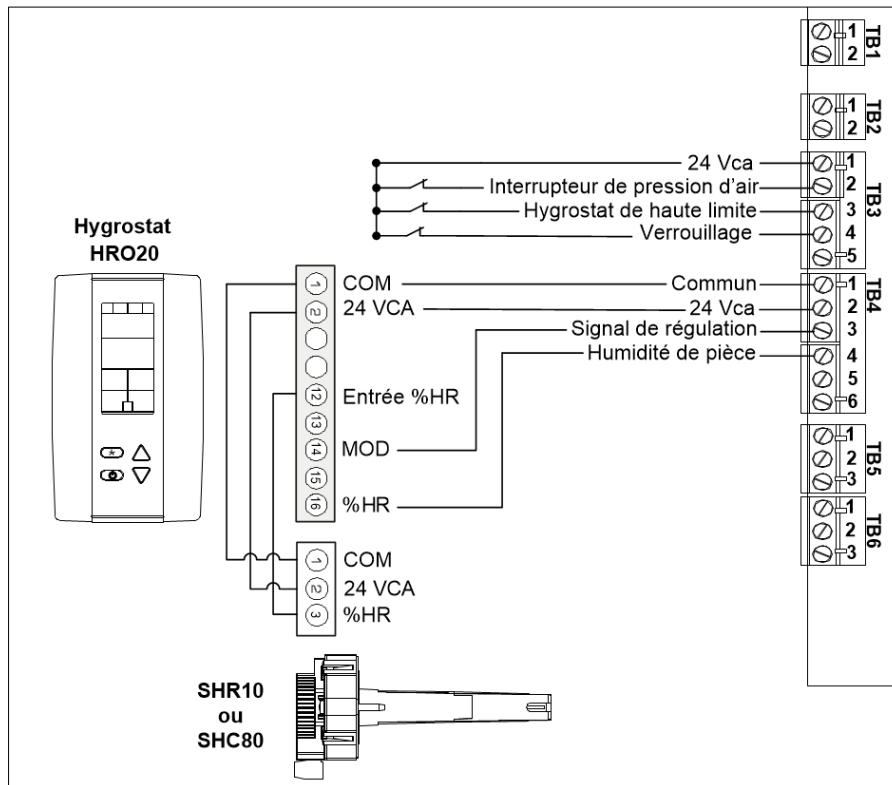 TB1
1
2
TB2
1
2
TB3
24 Vca 1
Interrupteur de pression d'air 2
Hygrostat de haute limite 3
Verrouillage 4
5
Hygrostat
HRO20
TB4
1 COM Commun 1
2 24 VCA 24 Vca 2
Signal de régulation 3
Humidité de pièce 4
5
6
12 Entrée %HR
13
14 MOD
15
16 %HR
TB5
1
2
3
TB6
1
2
3
1 COM
2 24 VCA
3 %HR
SHR10
ou
SHC80